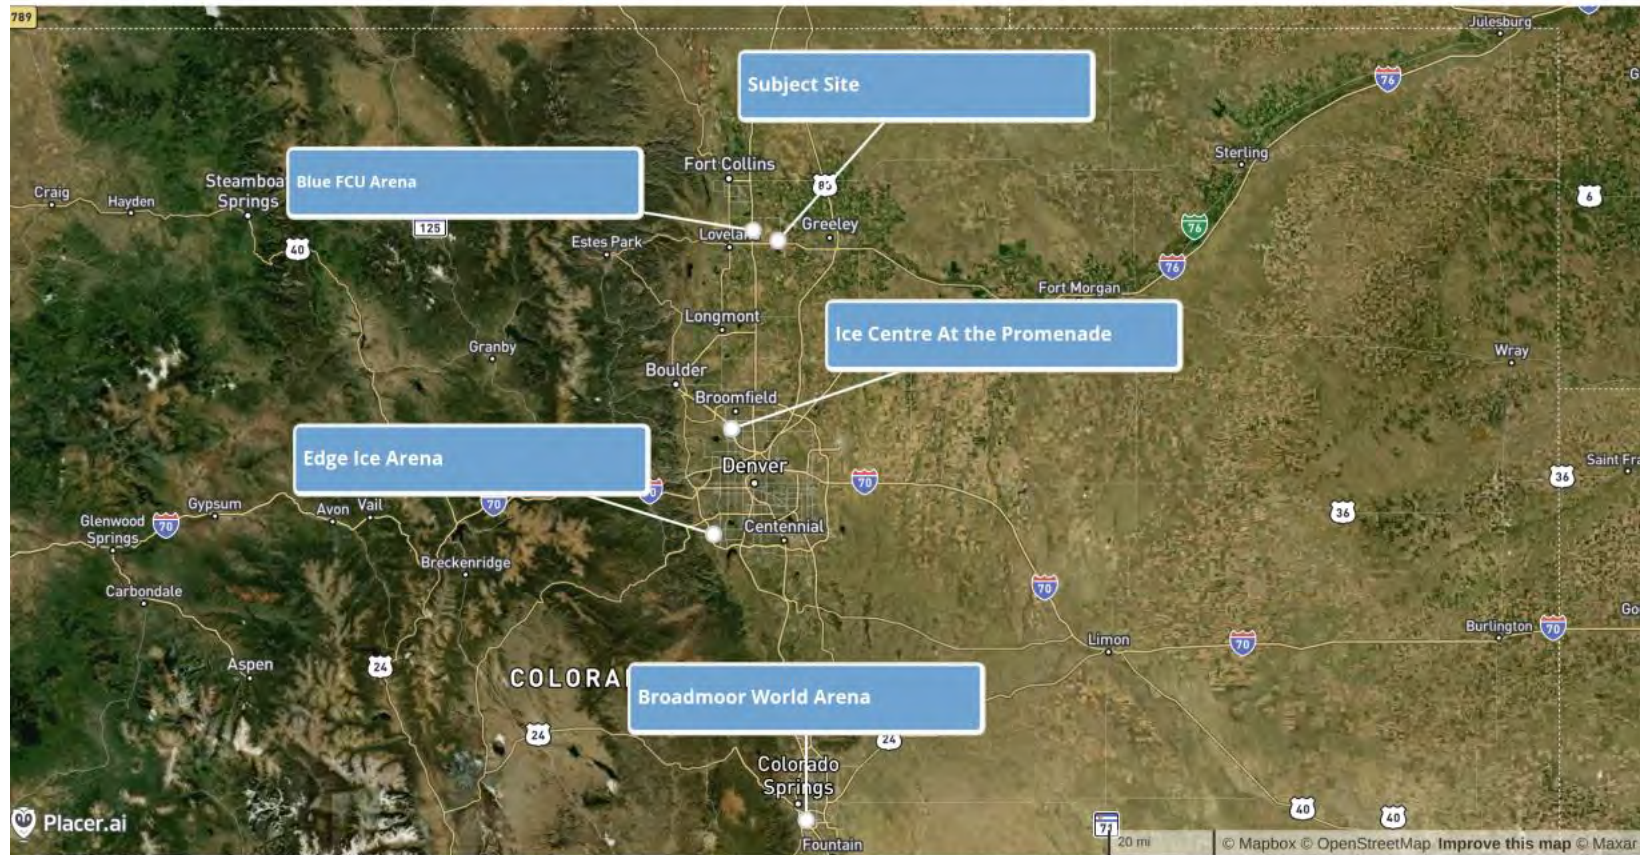 789
Julesburg
76
Subject Site
G
Fort Collins
Sterling
Blue FCU Arena
Craig
Hayden
Steamboa
Springs
6
125
Loveland
Greeley
76
40
Estes Park
76
Fort Morgan
Longmont
Ice Centre At the Promenade
Granby
Wray
Boulder
Broomfield
Edge Ice Arena
Denver
Saint Fra
70
36
Gypsum
Avon
Vail
70
Glenwood
Springs
70
36
Centennial
Breckenridge
Carbondale
70
Go
Burlington
70
Limon
70
Aspen
24
COLORA
Broadmoor World Arena
24
24
Colorado
Springs
40
40
Placer.ai
71
20 mi
© Mapbox © OpenStreetMap Improve this map © Maxar
Fountain